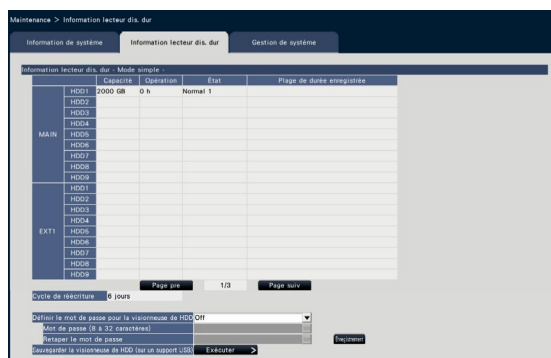 Maintenance > Information lecteur dis. dur
Information de système Information lecteur dis. dur Gestion de système
Information lecteur dis. dur - Mode simple -
Capacité Opération État Plage de durée enregistrée
MAIN
HDD1 2000 GB 0 h Normal 1
HDD2
HDD3
HDD4
HDD5
HDD6
HDD7
HDD8
HDD9
EXT1
HDD1
HDD2
HDD3
HDD4
HDD5
HDD6
HDD7
HDD8
HDD9
Page pre 1/3 Page suiv
Cycle de réécriture 6 jours
Définir le mot de passe pour la visionneuse de HDD Off
Mot de passe (8 à 32 caractères)
Retaper le mot de passe Enregistrement
Sauvegarder la visionneuse de HDD (sur un support USB) Exécuter >